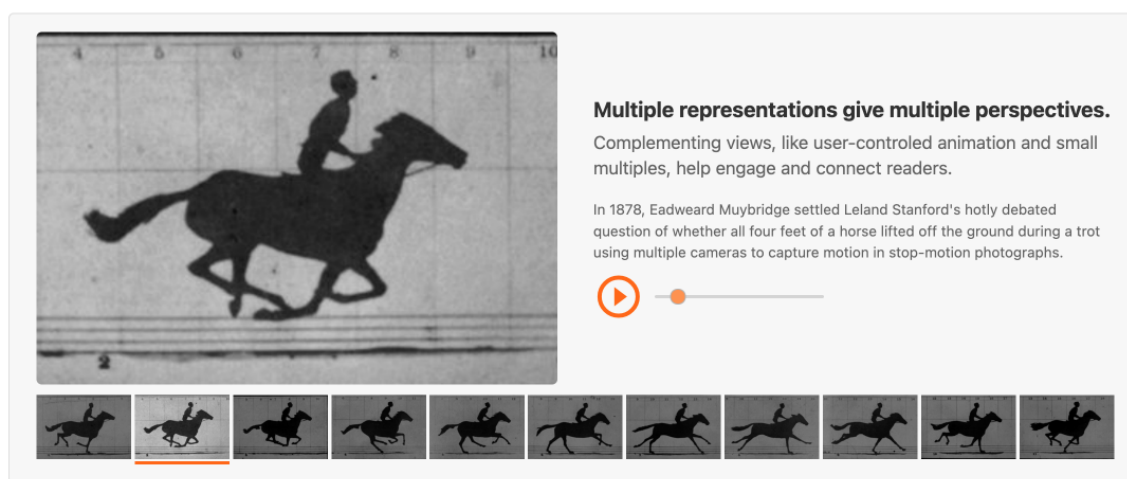 4 5 6 7 8 9 10
2
Multiple representations give multiple perspectives.
Complementing views, like user-controled animation and small
multiples, help engage and connect readers.
In 1878, Eadweard Muybridge settled Leland Stanford's hotly debated
question of whether all four feet of a horse lifted off the ground during a trot
using multiple cameras to capture motion in stop-motion photographs.